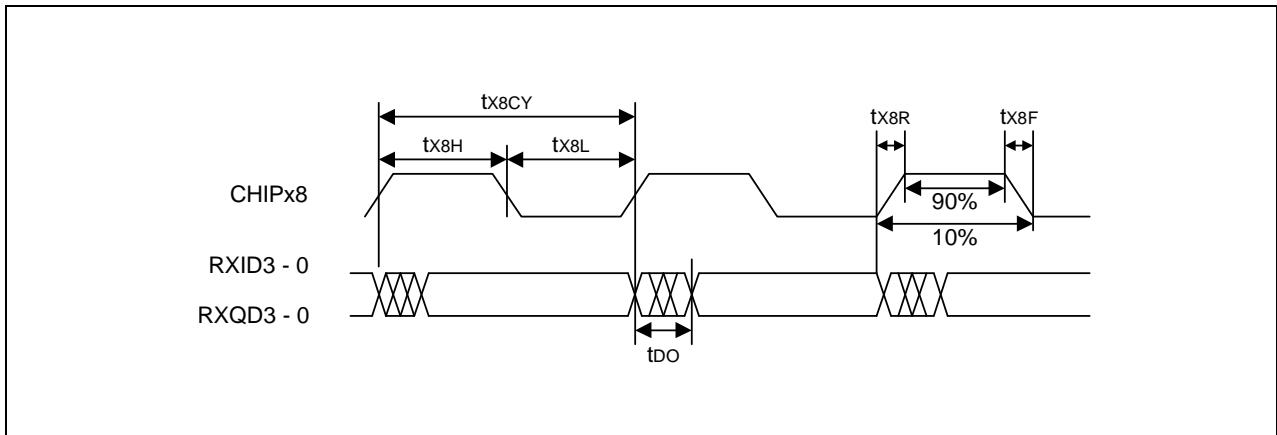 tX8CY
tX8R
tX8F
tX8H
tX8L
CHIPx8
90%
10%
RXID3 - 0
RXQD3 - 0
tDO